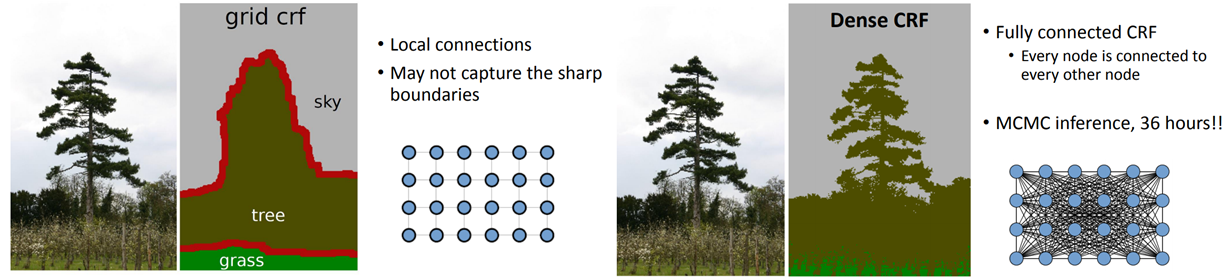 grid crf
sky
tree
grass
• Local connections
• May not capture the sharp
boundaries
Dense CRF
• Fully connected CRF
• Every node is connected to
every other node
• MCMC inference, 36 hours!!